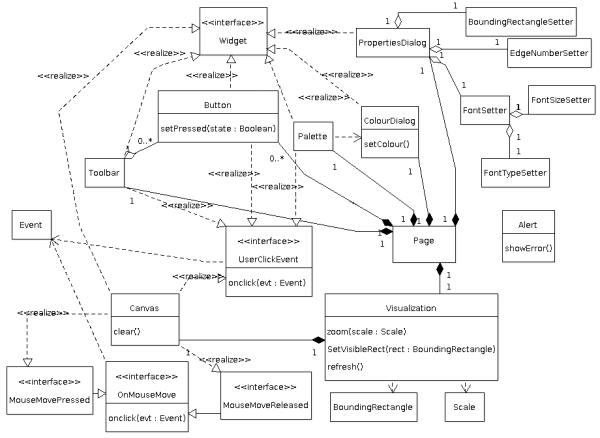 <<interface>>
Widget
BoundingRectangleSetter
PropertiesDialog
EdgeNumberSetter
1
1
1
1
1
<<realize>>
<<realize>>
<<realize>>
<<realize>>
FontSetter
FontSizeSetter
1
1
FontTypeSetter
Button
setPressed(state : Boolean)
Palette
ColourDialog
setColour()
0..*
0..*
Toolbar
1
1
1
<<realize>>
<<realize>>
<<realize>>
Event
<<interface>>
UserClickEvent
onclick(evt : Event)
Page
1
1
1
1
1
1
Alert
showError()
1
1
Canvas
clear()
<<realize>>
<<realize>>
<<realize>>
1
1
Visualization
zoom(scale : Scale)
SetVisibleRect(rect : BoundingRectangle)
refresh()
<<interface>>
MouseMovePressed
<<interface>>
OnMouseMove
onclick(evt : Event)
<<interface>>
MouseMoveReleased
BoundingRectangle
Scale